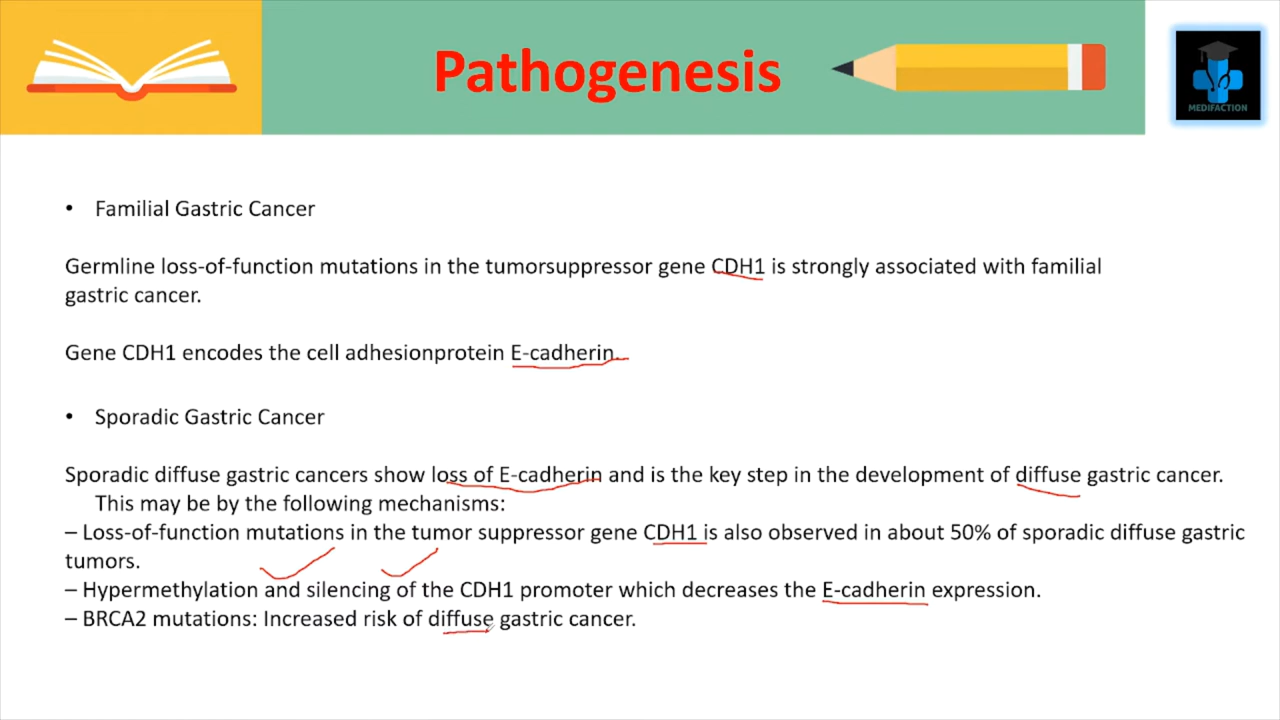 Pathogenesis
MEDIFACTION
• Familial Gastric Cancer
Germline loss-of-function mutations in the tumorsuppressor gene CDH1 is strongly associated with familial
gastric cancer.
Gene CDH1 encodes the cell adhesionprotein E-cadherin.
• Sporadic Gastric Cancer
Sporadic diffuse gastric cancers show loss of E-cadherin and is the key step in the development of diffuse gastric cancer.
This may be by the following mechanisms:
– Loss-of-function mutations in the tumor suppressor gene CDH1 is also observed in about 50% of sporadic diffuse gastric
tumors.
– Hypermethylation and silencing of the CDH1 promoter which decreases the E-cadherin expression.
– BRCA2 mutations: Increased risk of diffuse gastric cancer.